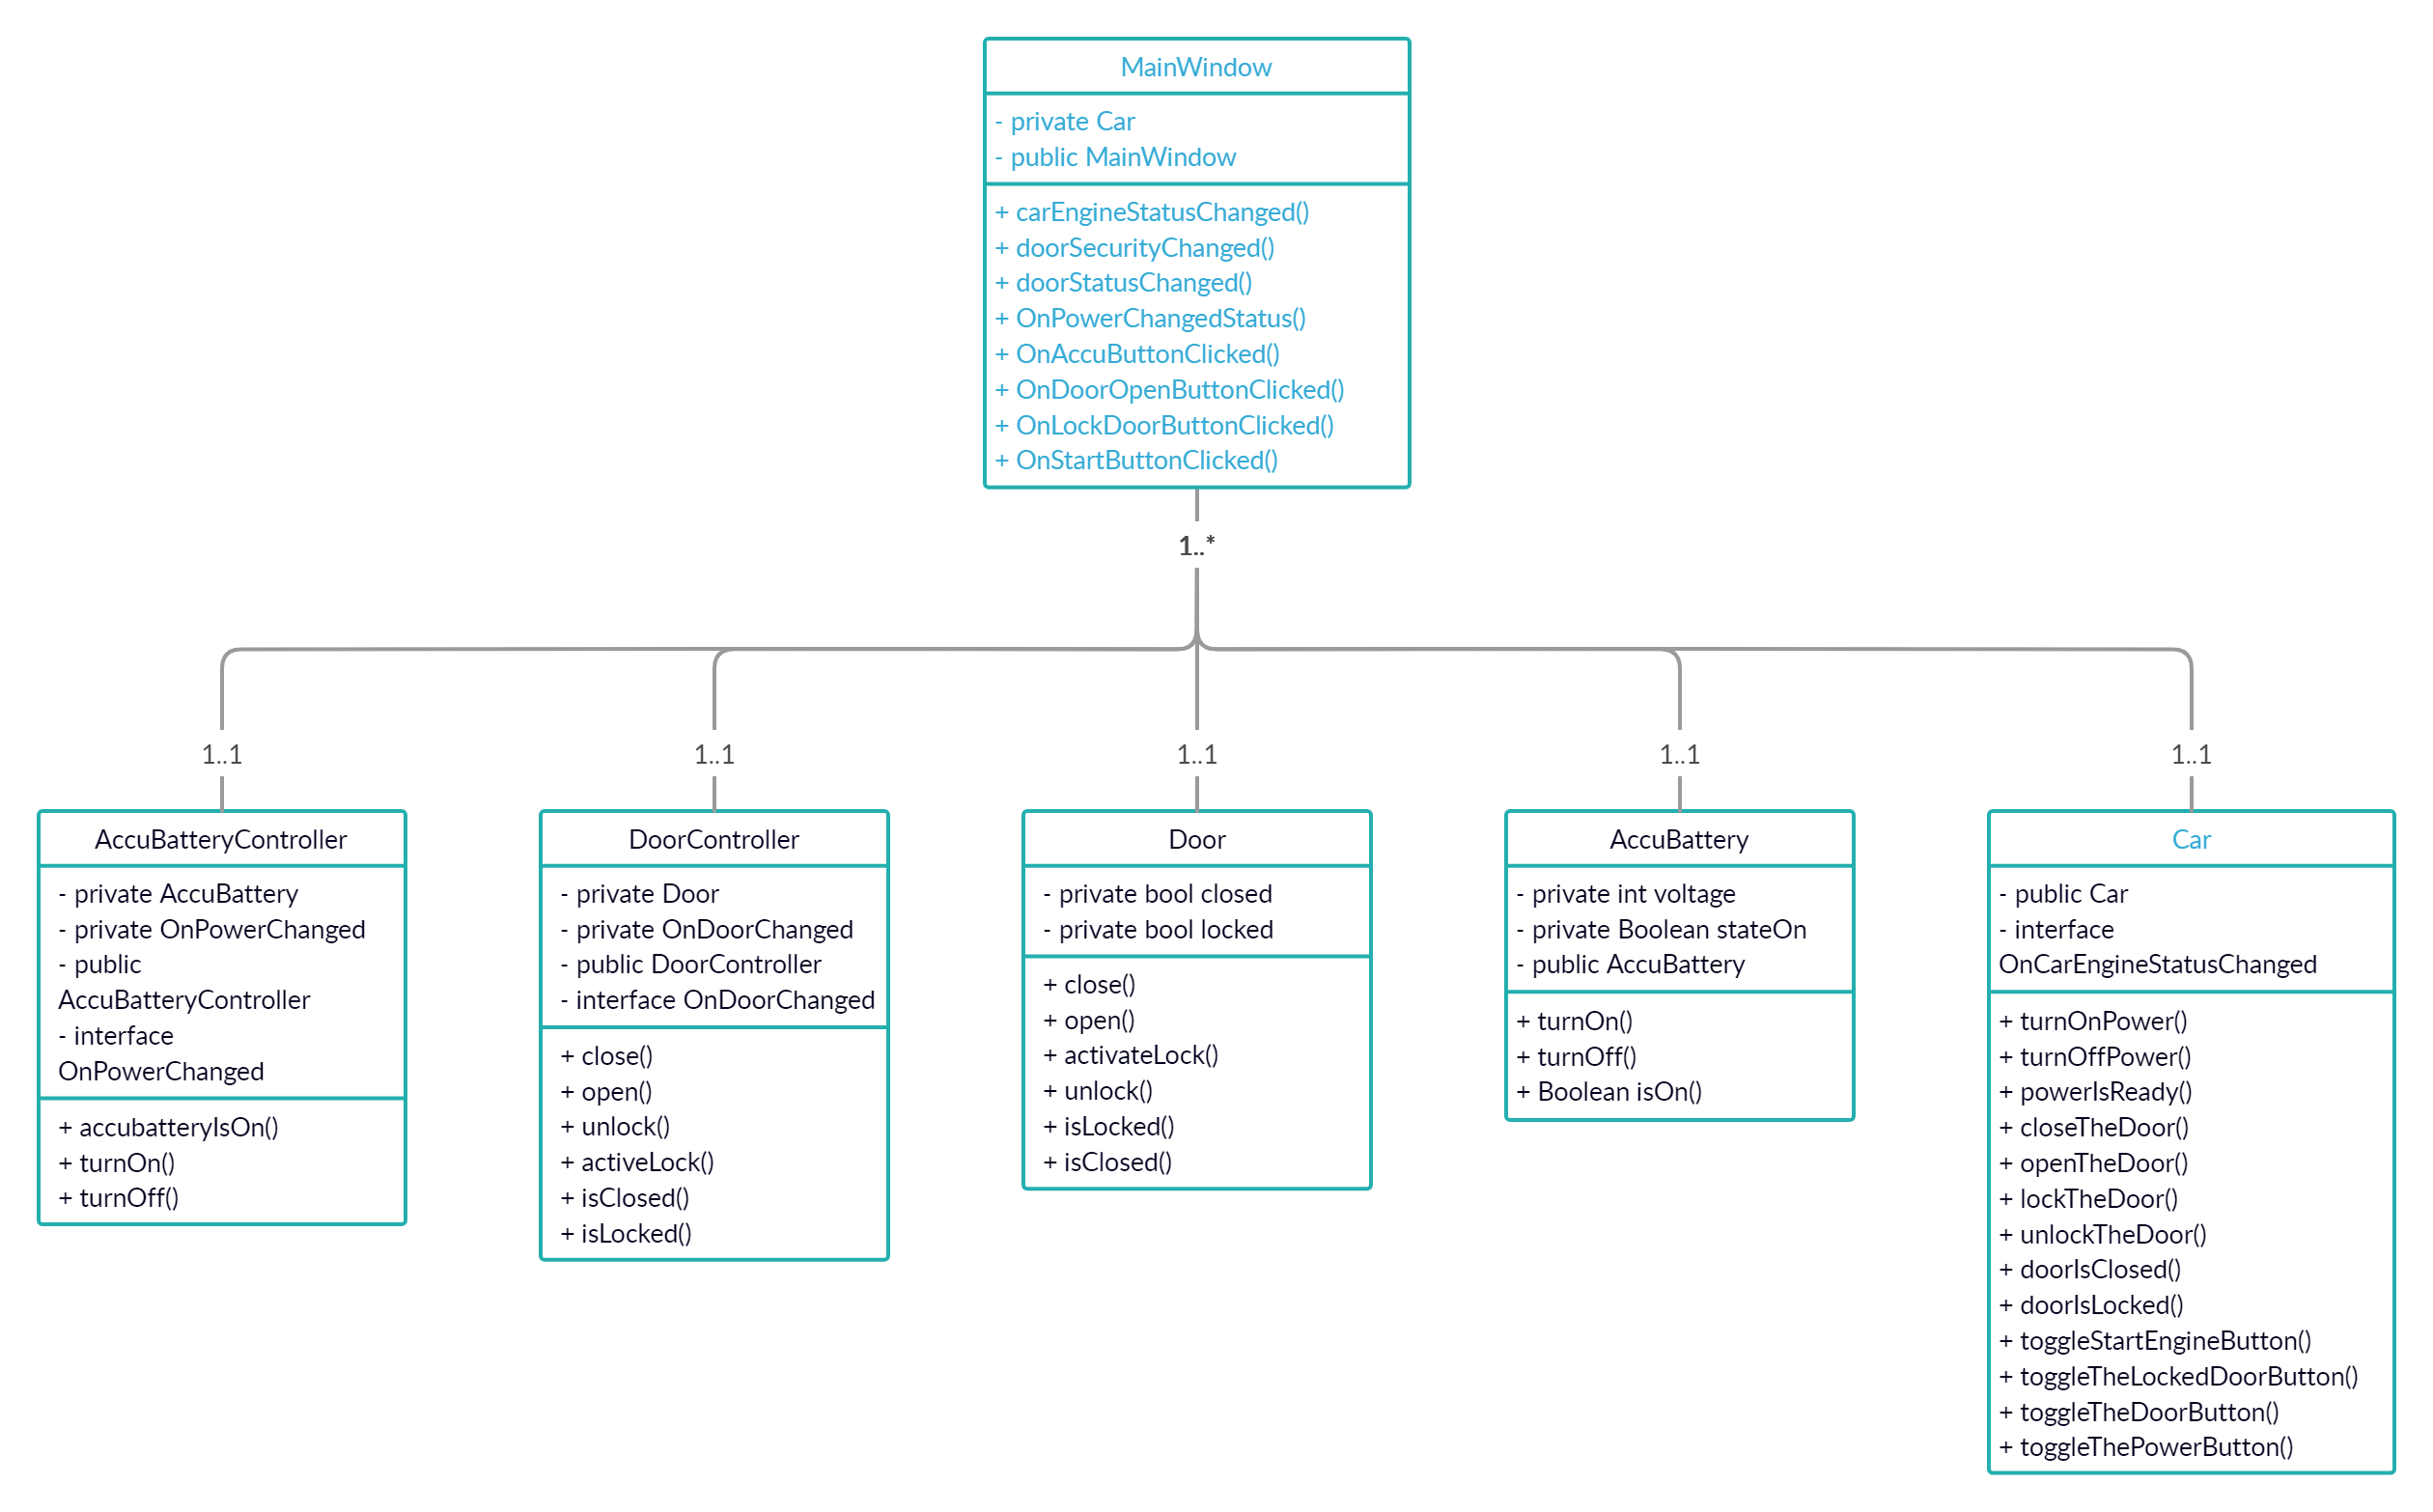 MainWindow
- private Car
- public MainWindow
+ carEngineStatusChanged()
+ doorSecurityChanged()
+ doorStatusChanged()
+ OnPowerChangedStatus()
+ OnAccuButtonClicked()
+ OnDoorOpenButtonClicked()
+ OnLockDoorButtonClicked()
+ OnStartButtonClicked()
1..*
1..1
1..1
1..1
1..1
1..1
AccuBatteryController
- private AccuBattery
- private OnPowerChanged
- public
AccuBatteryController
- interface
OnPowerChanged
+ accubatteryIsOn()
+ turnOn()
+ turnOff()
DoorController
- private Door
- private OnDoorChanged
- public DoorController
- interface OnDoorChanged
+ close()
+ open()
+ unlock()
+ activeLock()
+ isClosed()
+ isLocked()
Door
- private bool closed
- private bool locked
+ close()
+ open()
+ activateLock()
+ unlock()
+ isLocked()
+ isClosed()
AccuBattery
- private int voltage
- private Boolean stateOn
- public AccuBattery
+ turnOn()
+ turnOff()
+ Boolean isOn()
Car
- public Car
- interface
OnCarEngineStatusChanged
+ turnOnPower()
+ turnOffPower()
+ powerIsReady()
+ closeTheDoor()
+ openTheDoor()
+ lockTheDoor()
+ unlockTheDoor()
+ doorIsClosed()
+ doorIsLocked()
+ toggleStartEngineButton()
+ toggleTheLockedDoorButton()
+ toggleTheDoorButton()
+ toggleThePowerButton()